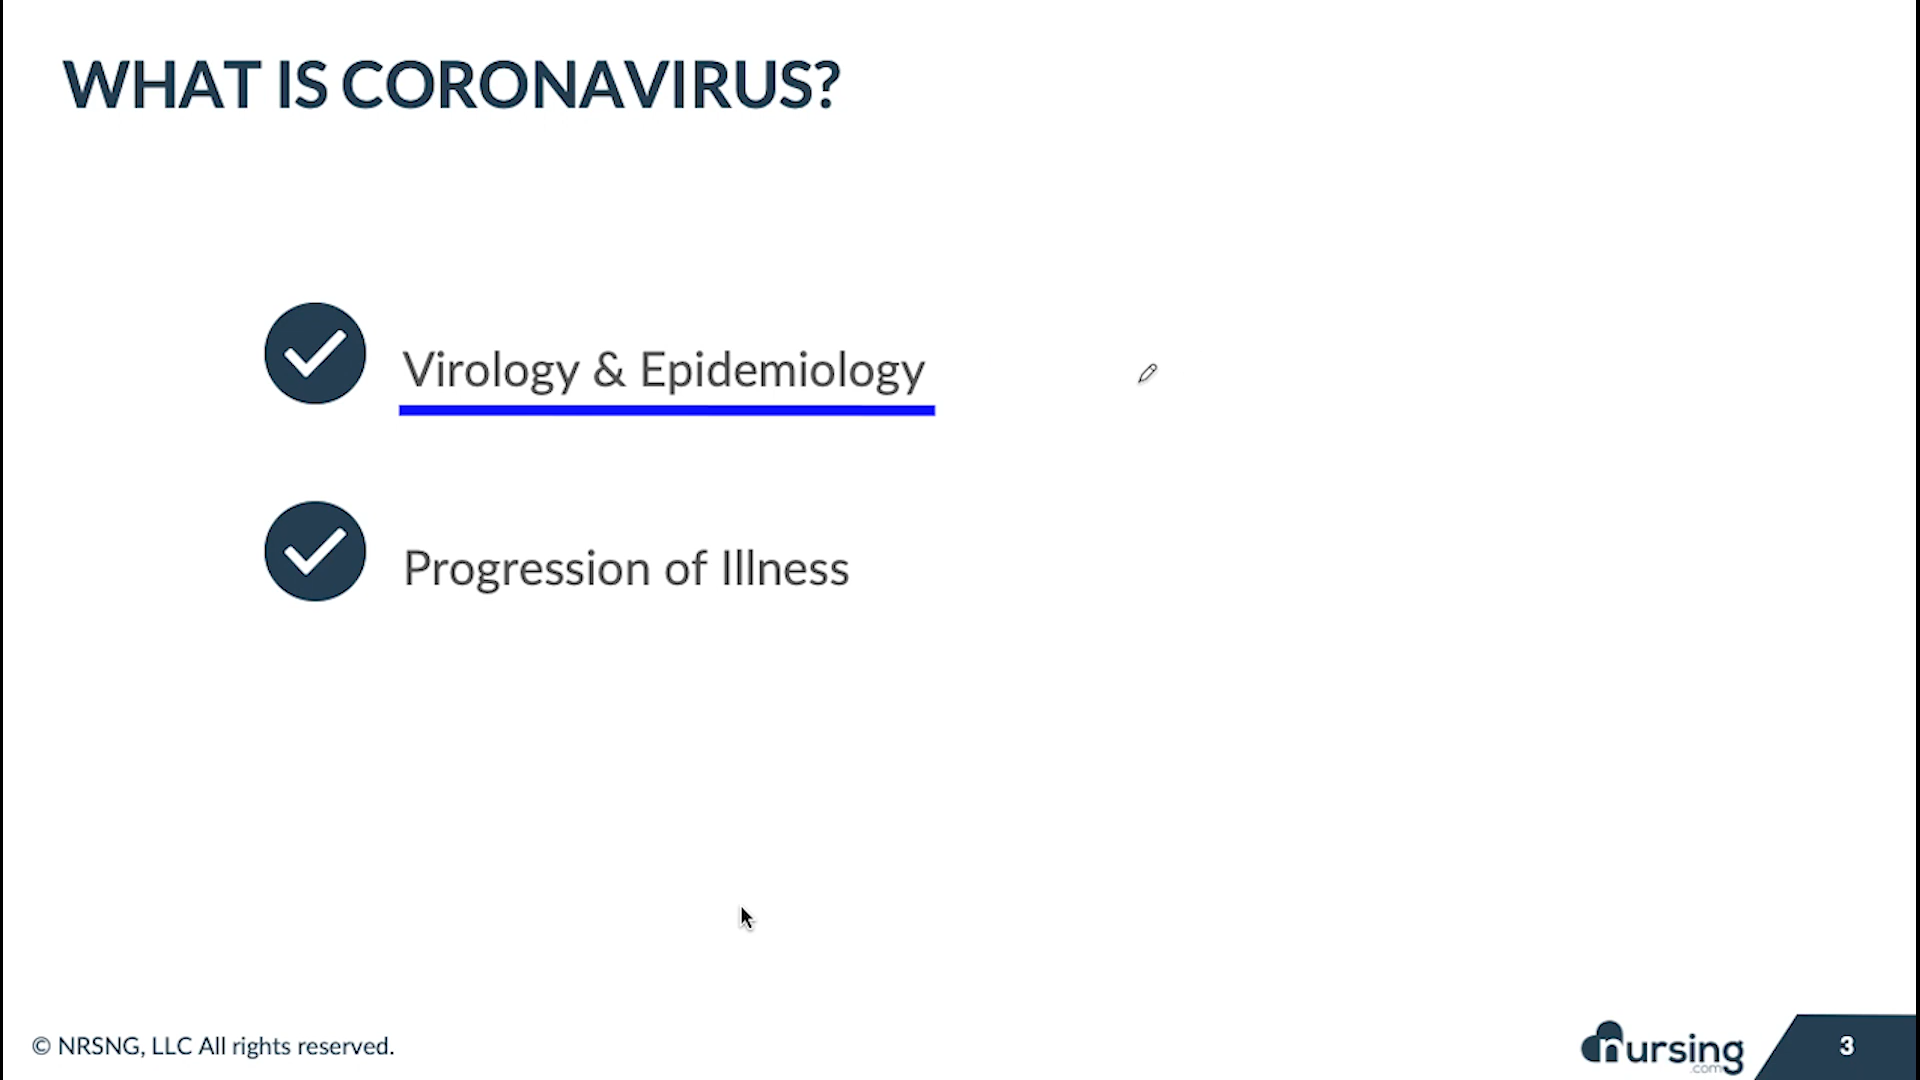 WHAT IS CORONAVIRUS?
Virology & Epidemiology
Progression of Illness
© NRSNG, LLC All rights reserved.
nursing
.com
3